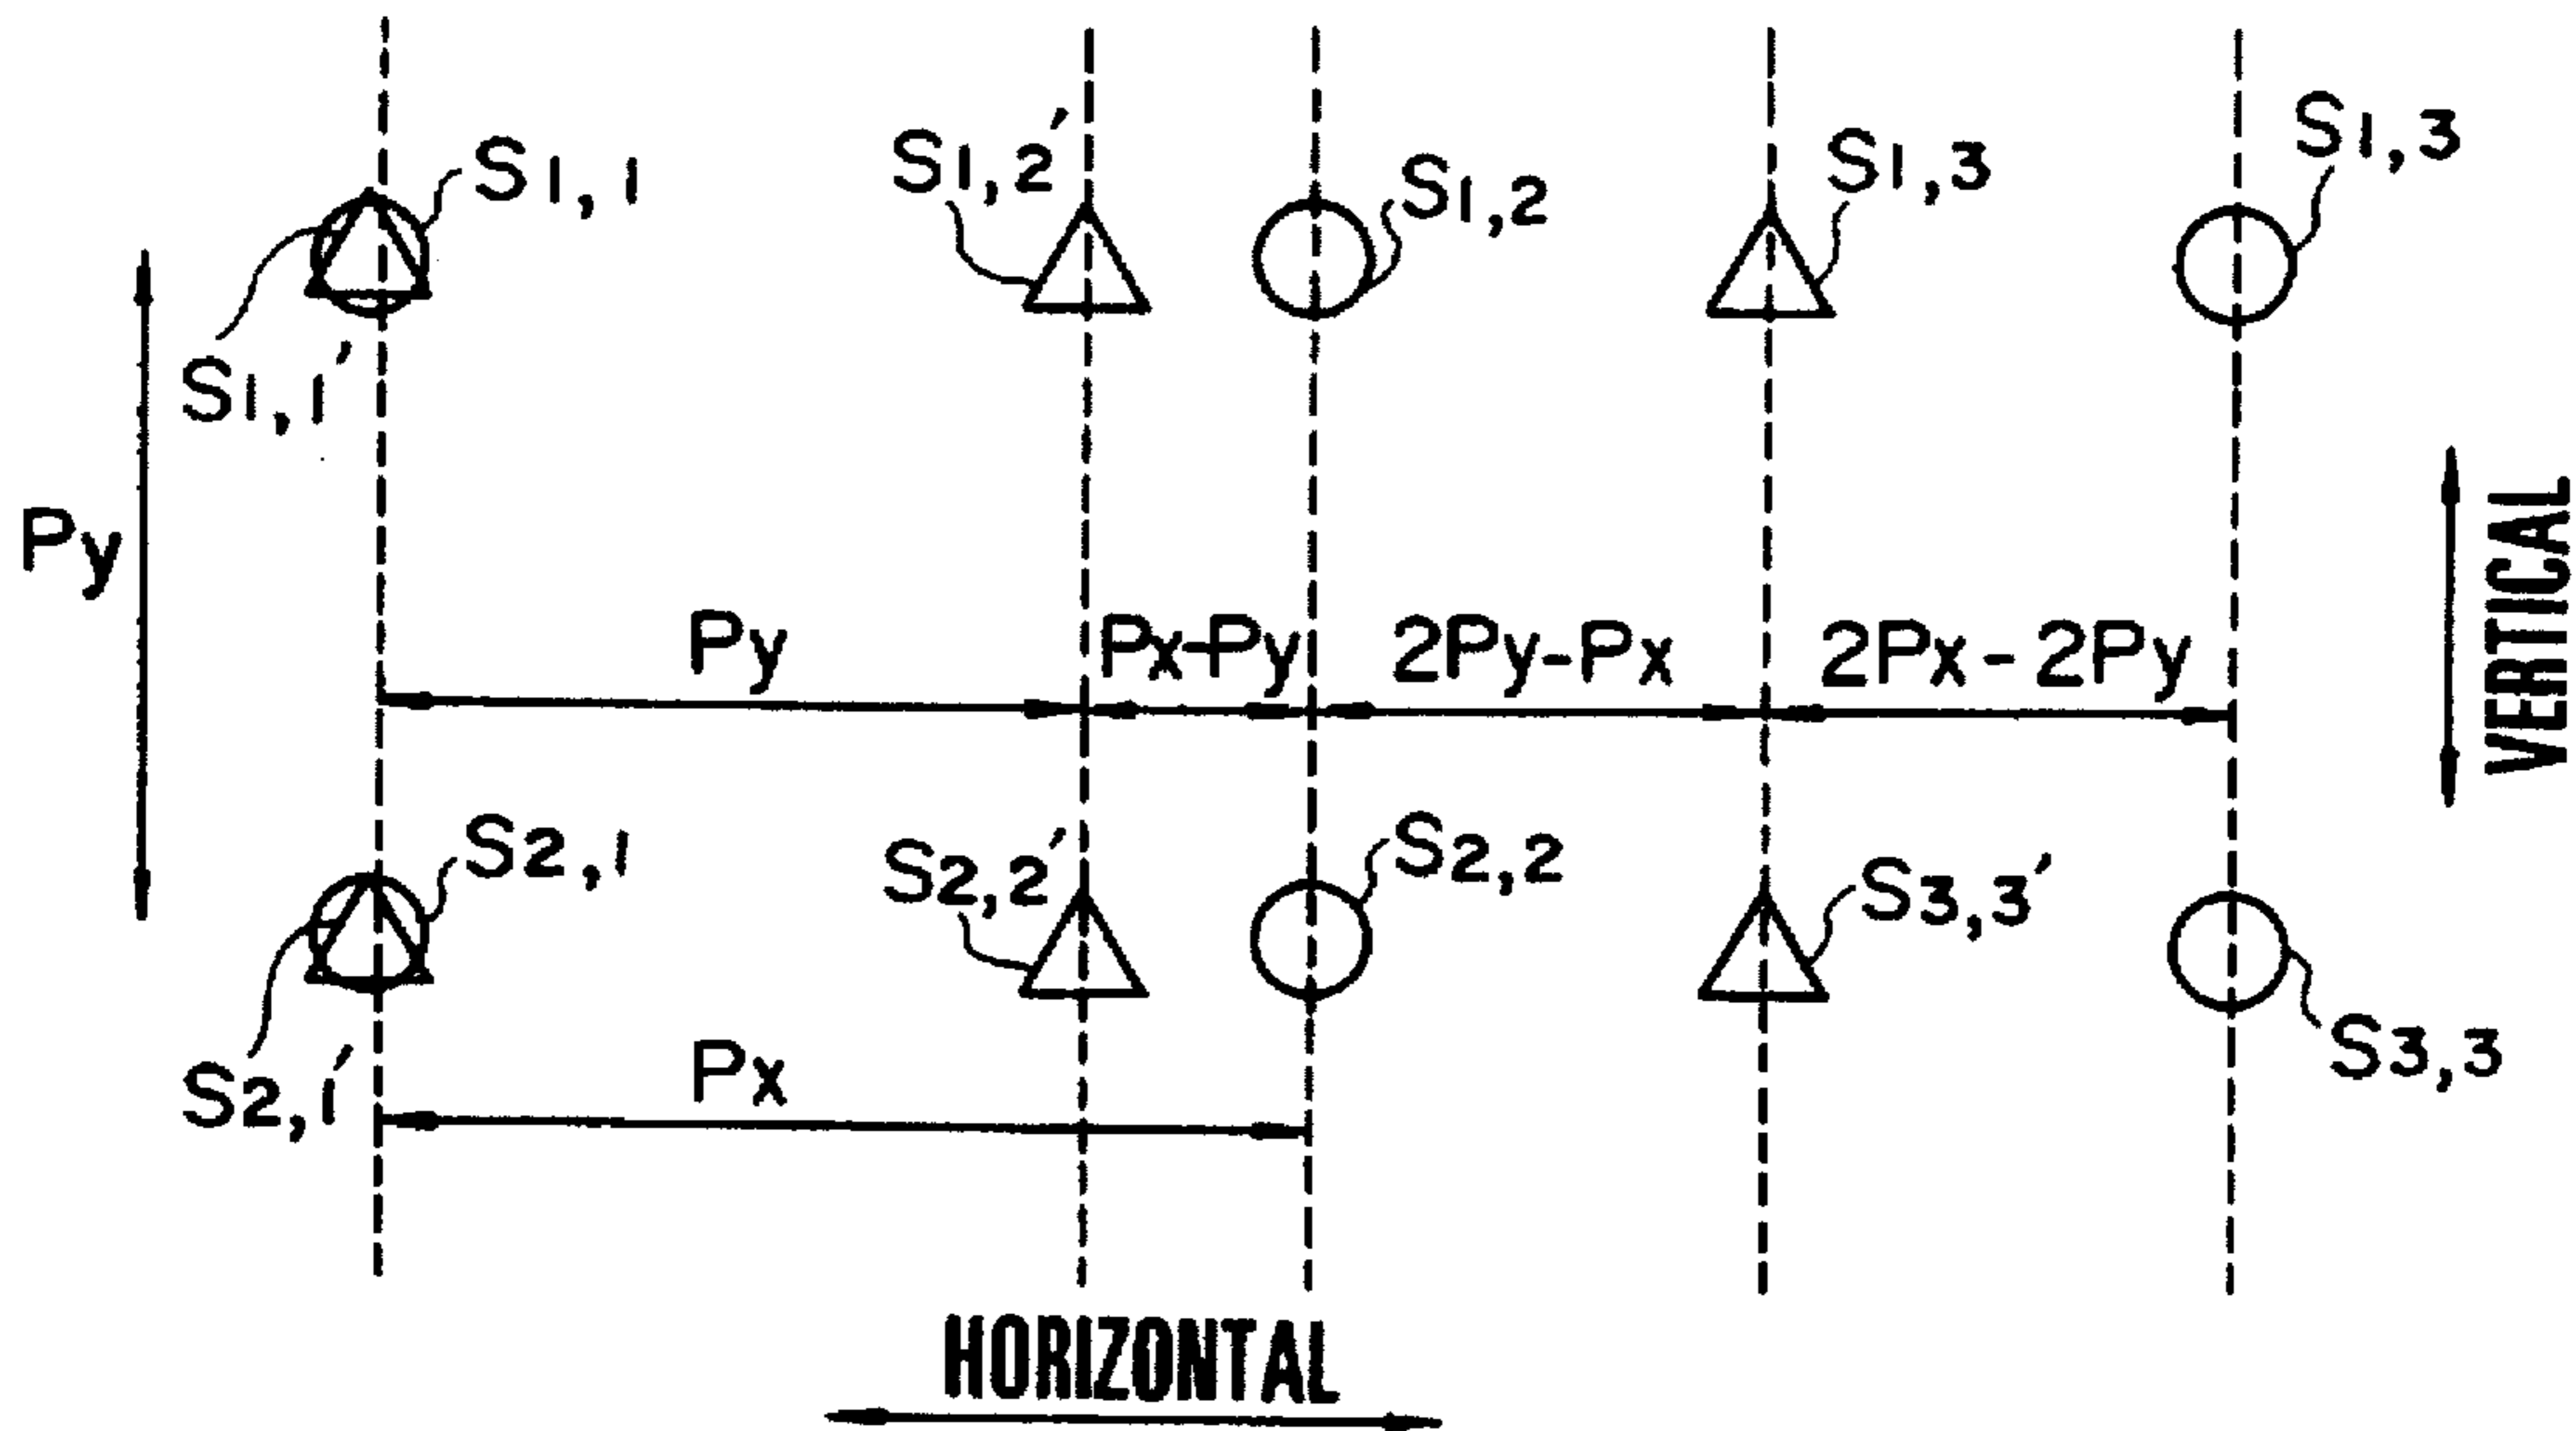 S1,1
S1,2'
S1,2
S1,3
S1,3
S1,1'
Py
VERTICAL
Py
Px-Py
2Py-Px
2Px-2Py
S2,1
S2,2'
S2,2
S3,3'
S3,3
S2,1'
Px
HORIZONTAL